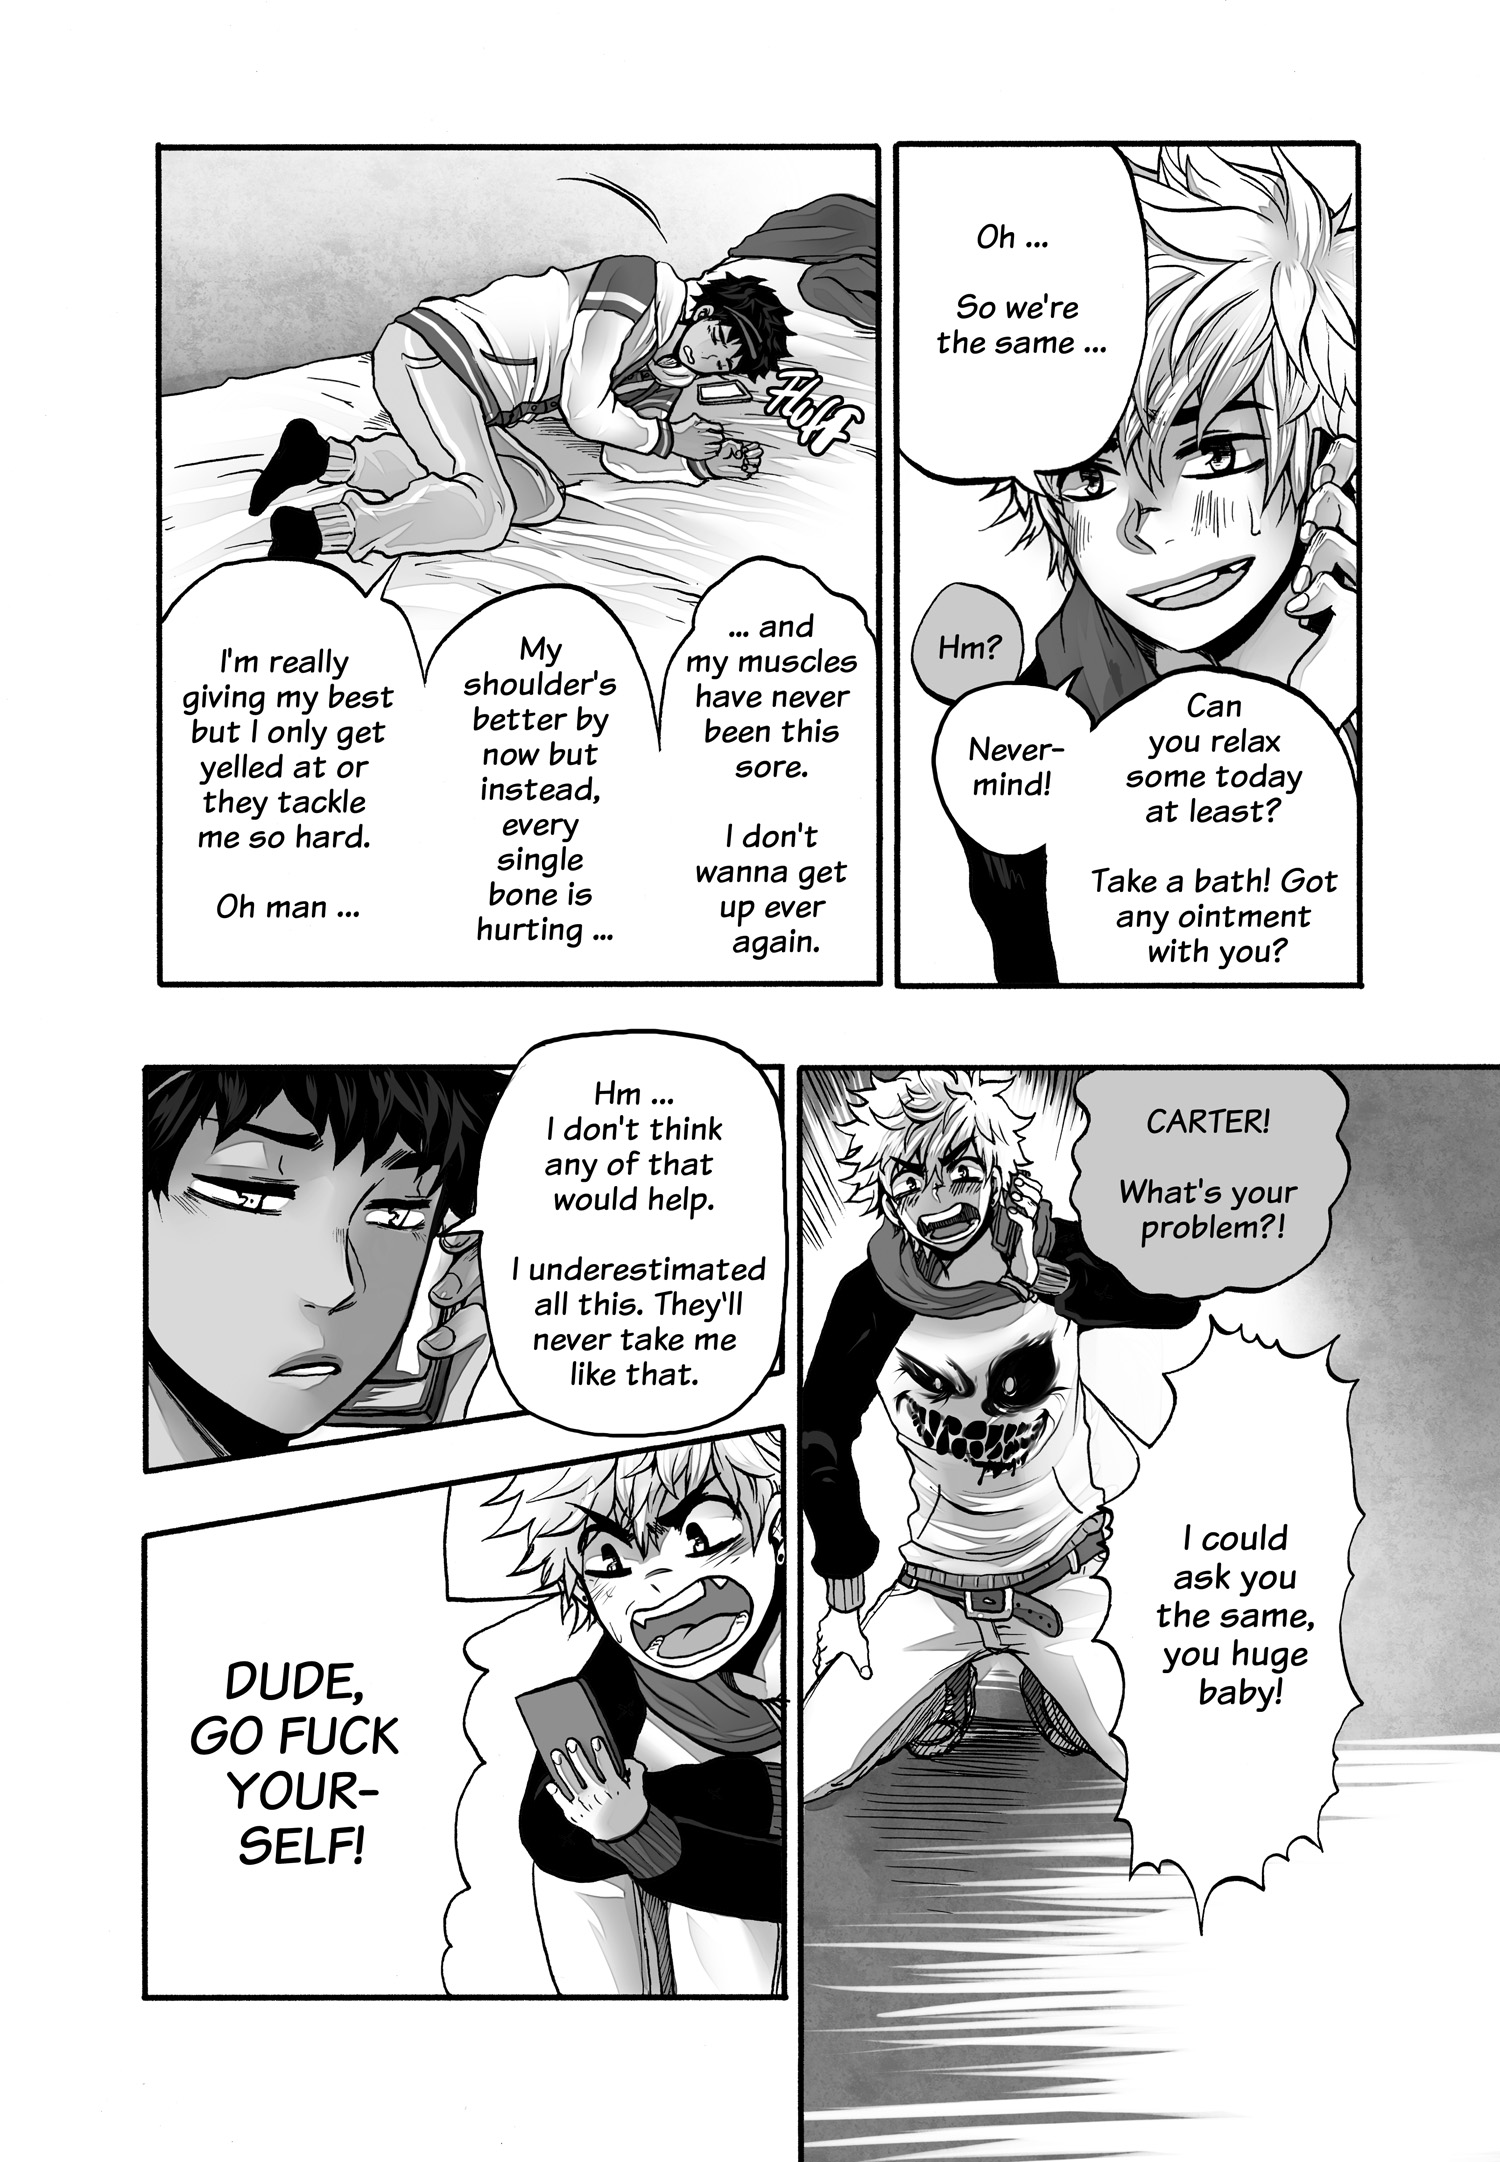 I'm really
giving my best
but I only get
yelled at or
they tackle
me so hard.
Oh man ...
My
shoulder's
better by
now but
instead,
every
single
bone is
hurting ...
... and
my muscles
have never
been this
sore.
I don't
wanna get
up ever
again.
Fluff
Oh ...
So we're
the same ...
Hm?
Never-
mind!
Can
you relax
some today
at least?
Take a bath! Got
any ointment
with you?
Hm ...
I don't think
any of that
would help.
I underestimated
all this. They'll
never take me
like that.
DUDE,
GO FUCK
YOUR-
SELF!
CARTER!
What's your
problem?!
I could
ask you
the same,
you huge
baby!